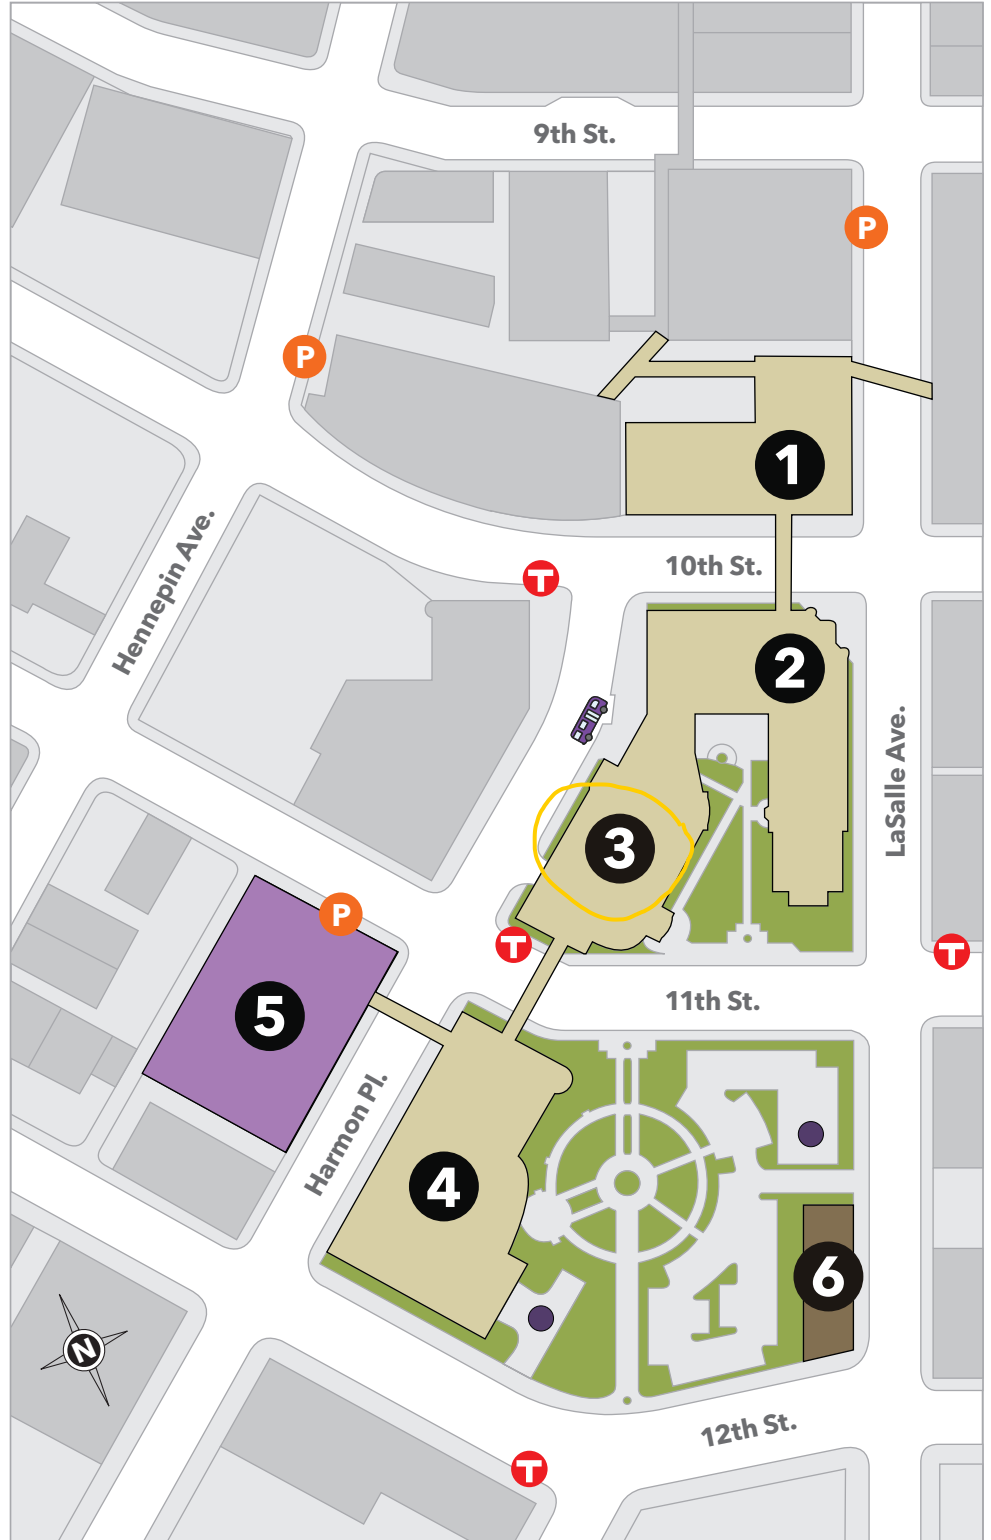 9th St.
P
P
1
10th St.
T
Hennepin Ave.
2
LaSalle Ave.
3
P
T
T
5
11th St.
Harmon Pl.
4
6
N
12th St.
T